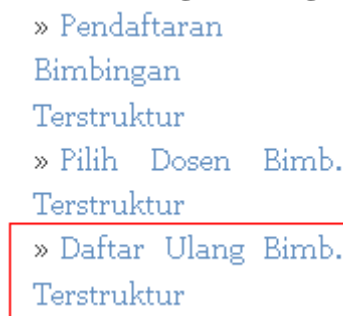 » Pendaftaran
Bimbingan
Terstruktur
» Pilih Dosen Bimb.
Terstruktur
» Daftar Ulang Bimb.
Terstruktur